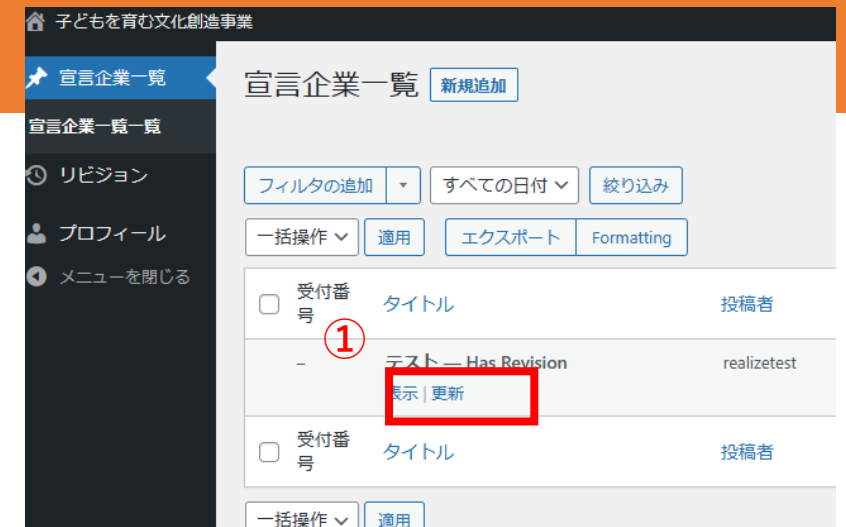 子どもを育む文化創造事業
宣言企業一覧
宣言企業一覧一覧
リビジョン
プロフィール
メニューを閉じる
宣言企業一覧 新規追加
フィルタの追加 すべての日付 絞り込み
一括操作 適用 エクスポート Formatting
受付番号 タイトル 投稿者
①
– テスト — Has Revision realizetest
表示 | 更新
受付番号 タイトル 投稿者
一括操作 適用